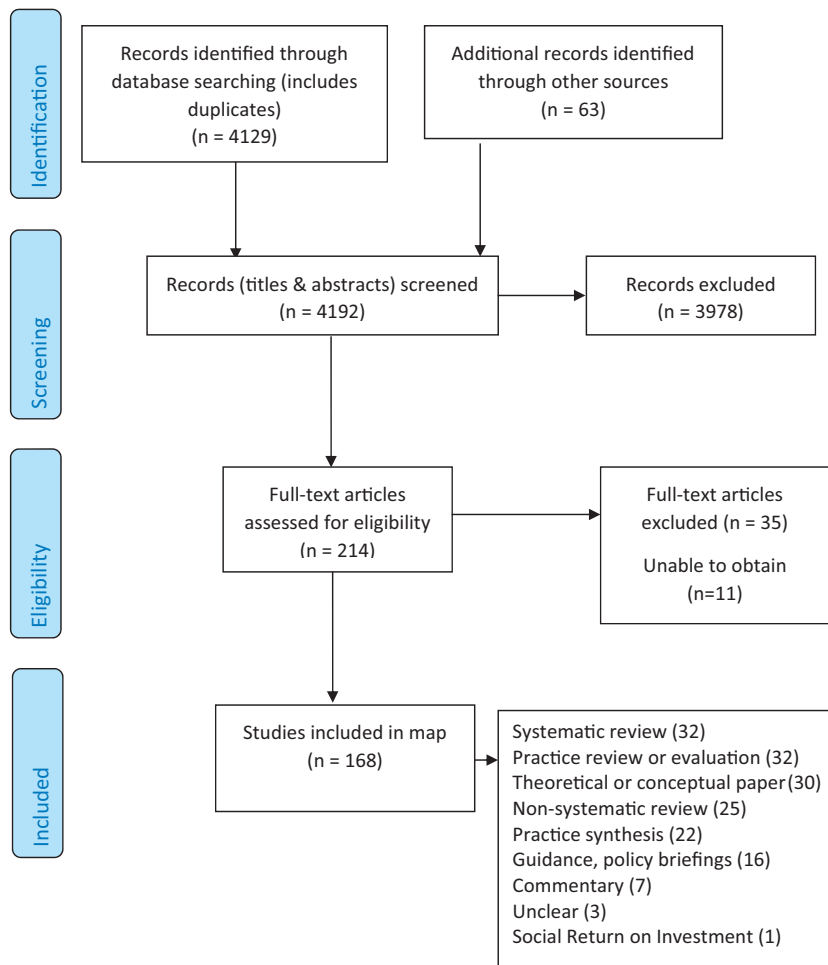 Identification
Records identified through
database searching (includes
duplicates)
(n = 4129)
Additional records identified
through other sources
(n = 63)
Screening
Records (titles & abstracts) screened
(n = 4192)
Records excluded
(n = 3978)
Eligibility
Full-text articles
assessed for eligibility
(n = 214)
Full-text articles
excluded (n = 35)
Unable to obtain
(n=11)
Included
Studies included in map
(n = 168)
Systematic review (32)
Practice review or evaluation (32)
Theoretical or conceptual paper (30)
Non-systematic review (25)
Practice synthesis (22)
Guidance, policy briefings (16)
Commentary (7)
Unclear (3)
Social Return on Investment (1)